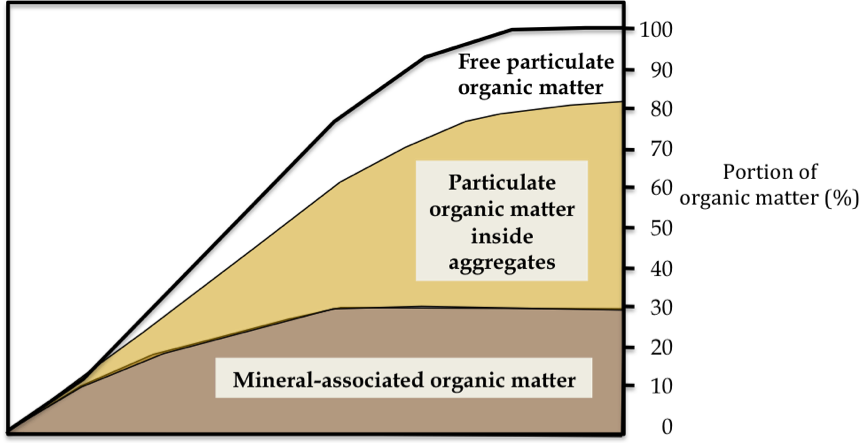 100
90
80
70
60
50
40
30
20
10
0
Free particulate
organic matter
Particulate
organic matter
inside
aggregates
Mineral-associated organic matter
Portion of
organic matter (%)